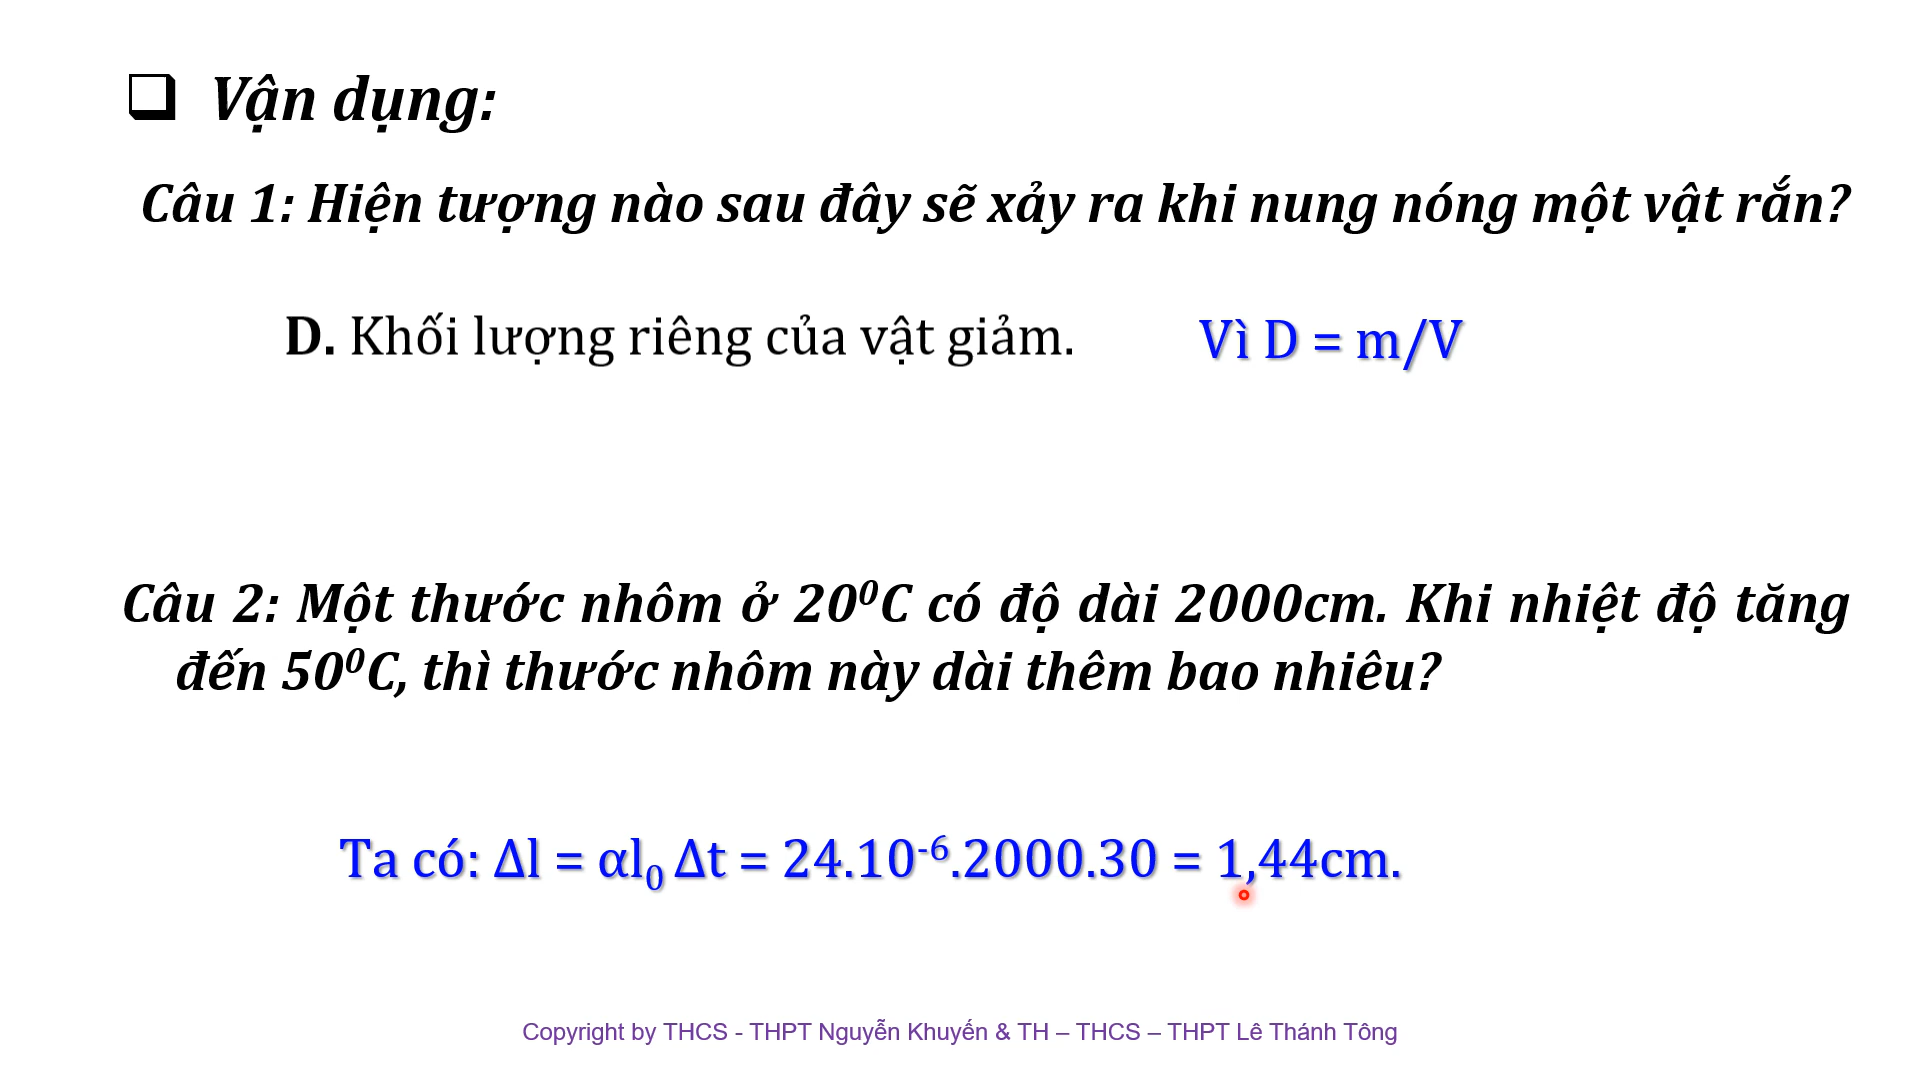 Vận dụng:
Câu 1: Hiện tượng nào sau đây sẽ xảy ra khi nung nóng một vật rắn?
D. Khối lượng riêng của vật giảm. Vì D = m/V
Câu 2: Một thước nhôm ở 20⁰C có độ dài 2000cm. Khi nhiệt độ tăng
đến 50⁰C, thì thước nhôm này dài thêm bao nhiêu?
Ta có: Δl = αl₀ Δt = 24.10⁻⁶.2000.30 = 1,44cm.
Copyright by THCS - THPT Nguyễn Khuyến & TH – THCS – THPT Lê Thánh Tông